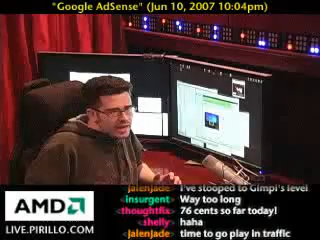 "Google AdSense" (Jun 10, 2007 10:04pm)
jalenjade I've stooped to Gimpi's level
insurgent Way too long
thoughtfix 76 cents so far today!
shelly haha
jalenjade time to go play in traffic
AMD
LIVE.PIRILLO.COM